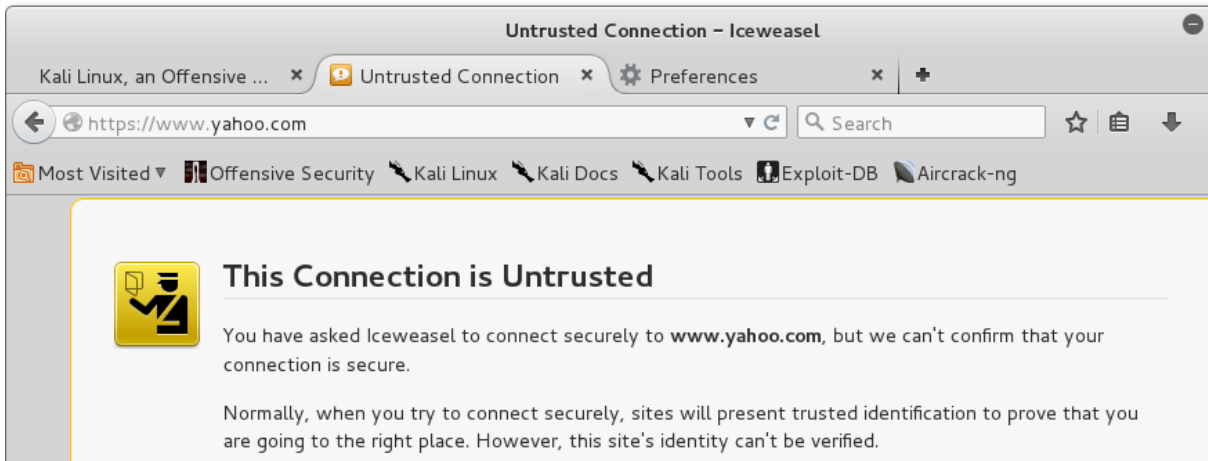 Untrusted Connection - Iceweasel
Kali Linux, an Offensive ...
Untrusted Connection
Preferences
https://www.yahoo.com
Search
Most Visited
Offensive Security
Kali Linux
Kali Docs
Kali Tools
Exploit-DB
Aircrack-ng
This Connection is Untrusted
You have asked Iceweasel to connect securely to www.yahoo.com, but we can't confirm that your
connection is secure.
Normally, when you try to connect securely, sites will present trusted identification to prove that you
are going to the right place. However, this site's identity can't be verified.